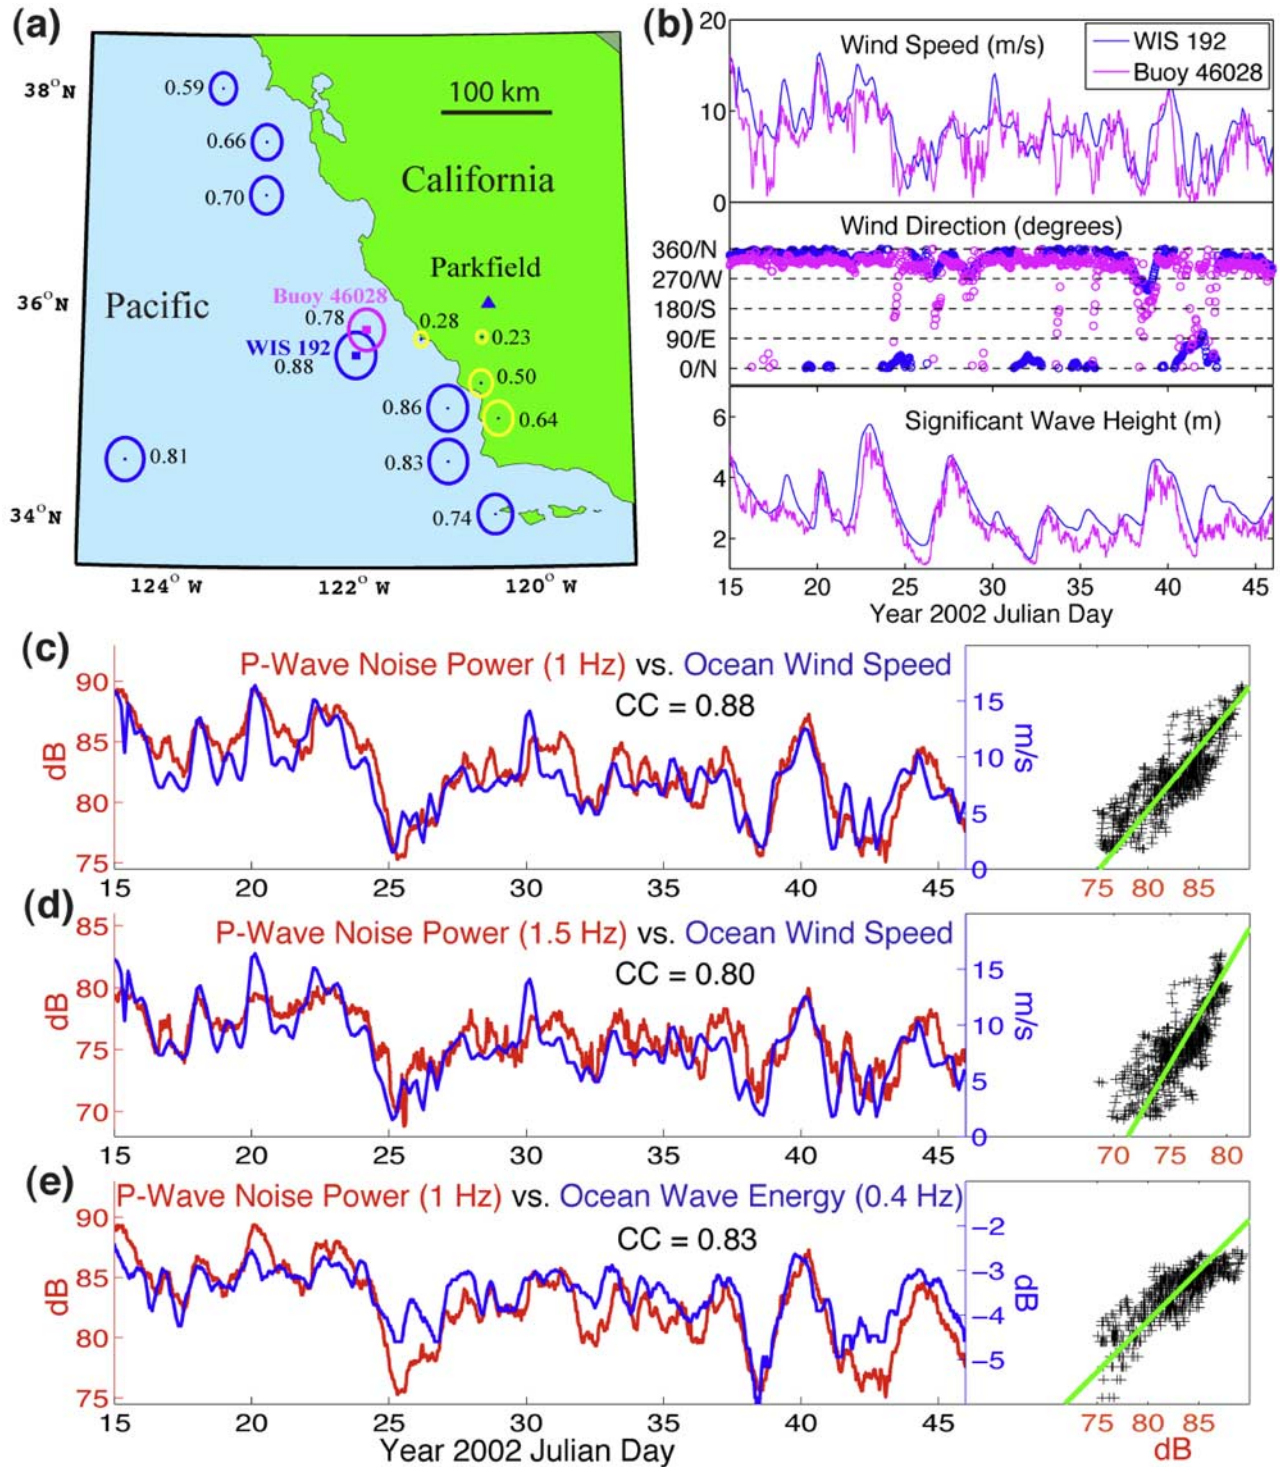 (a)
38°N
36°N
34°N
124°W
122°W
120°W
0.59
0.66
0.70
100 km
California
Parkfield
Pacific
Buoy 46028
0.78
WIS 192
0.88
0.28
0.23
0.50
0.86
0.64
0.81
0.83
0.74
(b)
Wind Speed (m/s)
WIS 192
Buoy 46028
20
10
0
Wind Direction (degrees)
360/N
270/W
180/S
90/E
0/N
Significant Wave Height (m)
6
4
2
15 20 25 30 35 40 45
Year 2002 Julian Day
(c)
P-Wave Noise Power (1 Hz) vs. Ocean Wind Speed
CC = 0.88
90
85
80
75
dB
15
10
5
0
m/s
15 20 25 30 35 40 45
75 80 85
(d)
P-Wave Noise Power (1.5 Hz) vs. Ocean Wind Speed
CC = 0.80
85
80
75
70
dB
15
10
5
0
m/s
15 20 25 30 35 40 45
70 75 80
(e)
P-Wave Noise Power (1 Hz) vs. Ocean Wave Energy (0.4 Hz)
CC = 0.83
90
85
80
75
dB
−2
−3
−4
−5
dB
15 20 25 30 35 40 45
Year 2002 Julian Day
75 80 85
dB